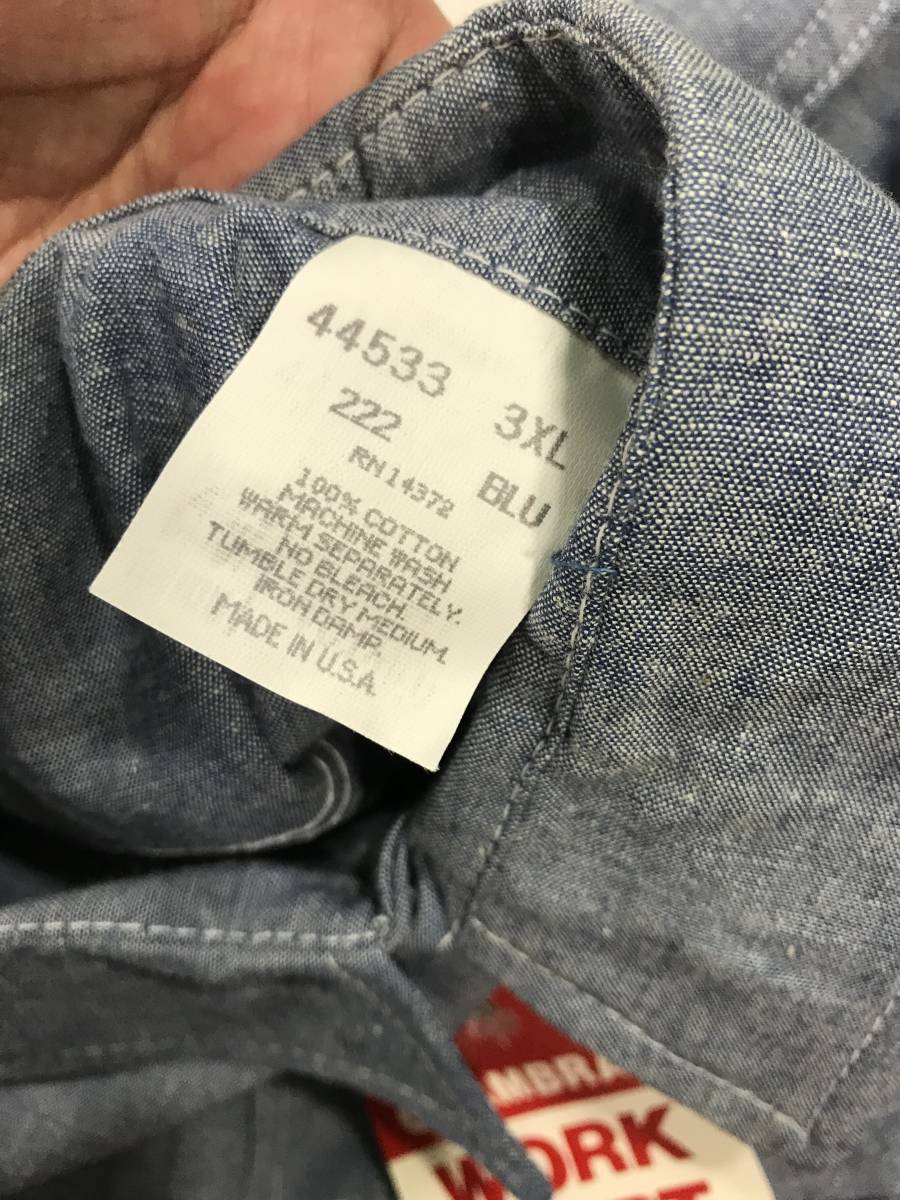 44533 3XL
222 BLU
RN14372
100% COTTON
MACHINE WASH
WARM SEPARATELY.
NO BLEACH.
TUMBLE DRY MEDIUM.
IRON DAMP.
MADE IN U.S.A.
WORK